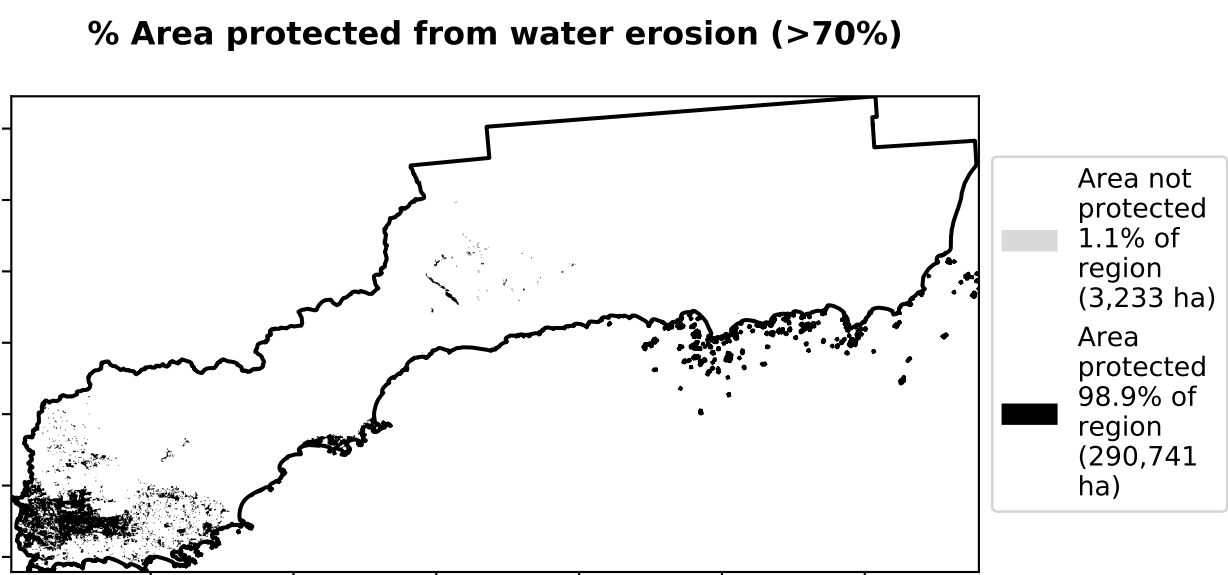 % Area protected from water erosion (>70%)
Area not
protected
1.1% of
region
(3,233 ha)
Area
protected
98.9% of
region
(290,741
ha)